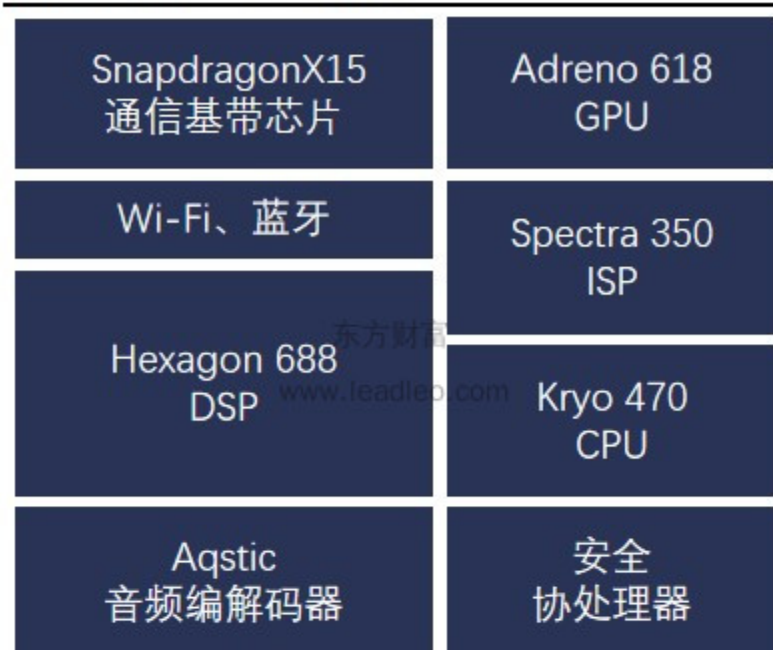 SnapdragonX15
通信基带芯片
Adreno 618
GPU
Wi-Fi、蓝牙
Spectra 350
ISP
Hexagon 688
DSP
Kryo 470
CPU
Aqstic
音频编解码器
安全
协处理器
东方财富
www.leadleo.com